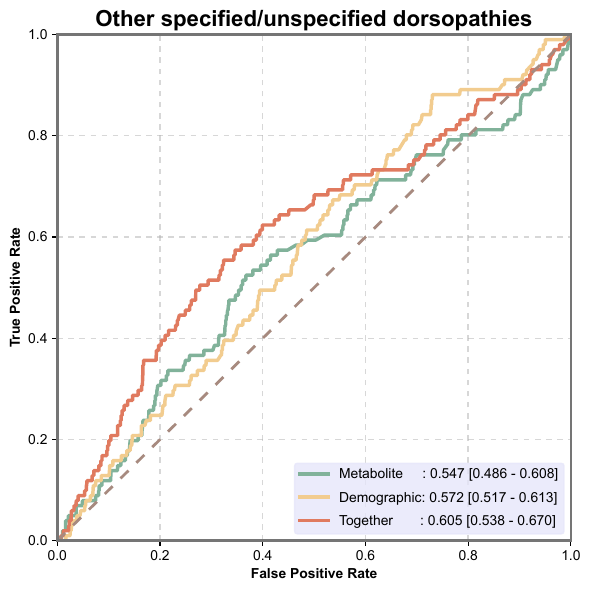 Other specified/unspecified dorsopathies
True Positive Rate
1.0
0.8
0.6
0.4
0.2
0.0
Metabolite : 0.547 [0.486 - 0.608]
Demographic: 0.572 [0.517 - 0.613]
Together : 0.605 [0.538 - 0.670]
0.0 0.2 0.4 0.6 0.8 1.0
False Positive Rate